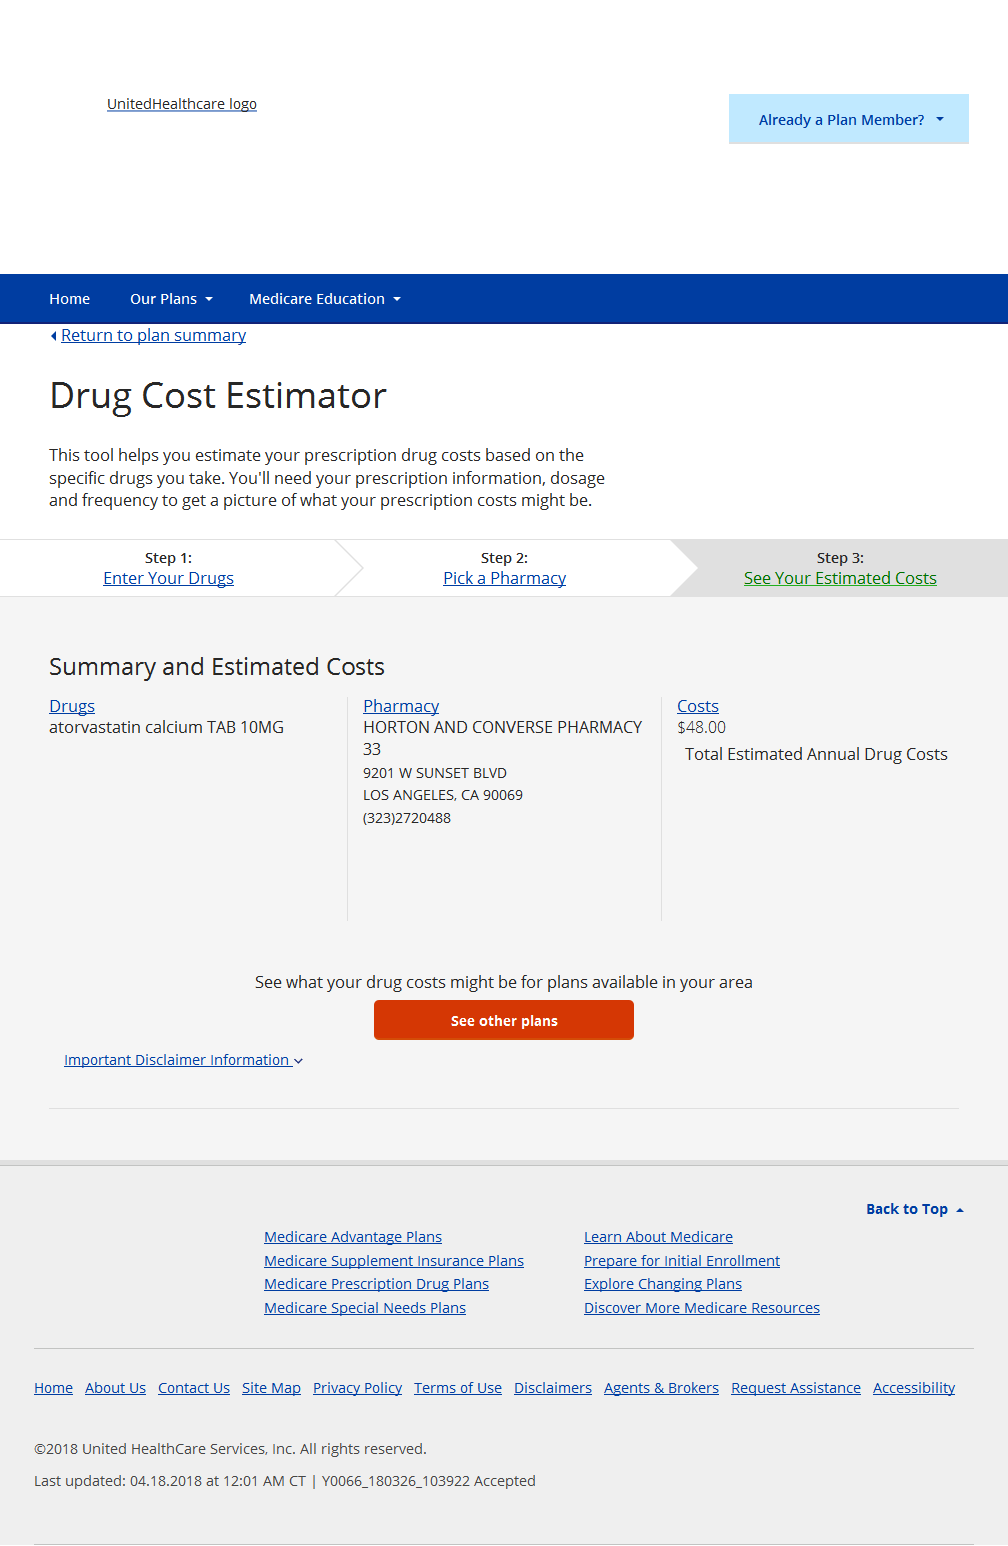 UnitedHealthcare logo
Already a Plan Member?
Home Our Plans Medicare Education
Return to plan summary
Drug Cost Estimator
This tool helps you estimate your prescription drug costs based on the
specific drugs you take. You'll need your prescription information, dosage
and frequency to get a picture of what your prescription costs might be.
Step 1:
Enter Your Drugs
Step 2:
Pick a Pharmacy
Step 3:
See Your Estimated Costs
Summary and Estimated Costs
Drugs
atorvastatin calcium TAB 10MG
Pharmacy
HORTON AND CONVERSE PHARMACY
33
9201 W SUNSET BLVD
LOS ANGELES, CA 90069
(323)2720488
Costs
$48.00
Total Estimated Annual Drug Costs
See what your drug costs might be for plans available in your area
See other plans
Important Disclaimer Information
Back to Top
Medicare Advantage Plans
Medicare Supplement Insurance Plans
Medicare Prescription Drug Plans
Medicare Special Needs Plans
Learn About Medicare
Prepare for Initial Enrollment
Explore Changing Plans
Discover More Medicare Resources
Home About Us Contact Us Site Map Privacy Policy Terms of Use Disclaimers Agents & Brokers Request Assistance Accessibility
©2018 United HealthCare Services, Inc. All rights reserved.
Last updated: 04.18.2018 at 12:01 AM CT | Y0066_180326_103922 Accepted